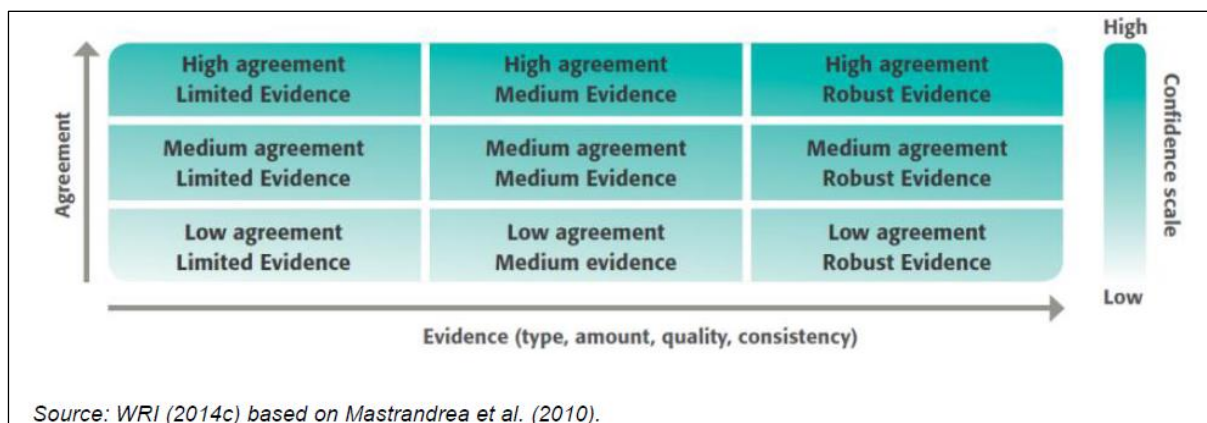 High
High agreement
Limited Evidence
High agreement
Medium Evidence
High agreement
Robust Evidence
Agreement
Medium agreement
Limited Evidence
Medium agreement
Medium Evidence
Medium agreement
Robust Evidence
Confidence scale
Low agreement
Limited Evidence
Low agreement
Medium evidence
Low agreement
Robust Evidence
Low
Evidence (type, amount, quality, consistency)
Source: WRI (2014c) based on Mastrandrea et al. (2010).